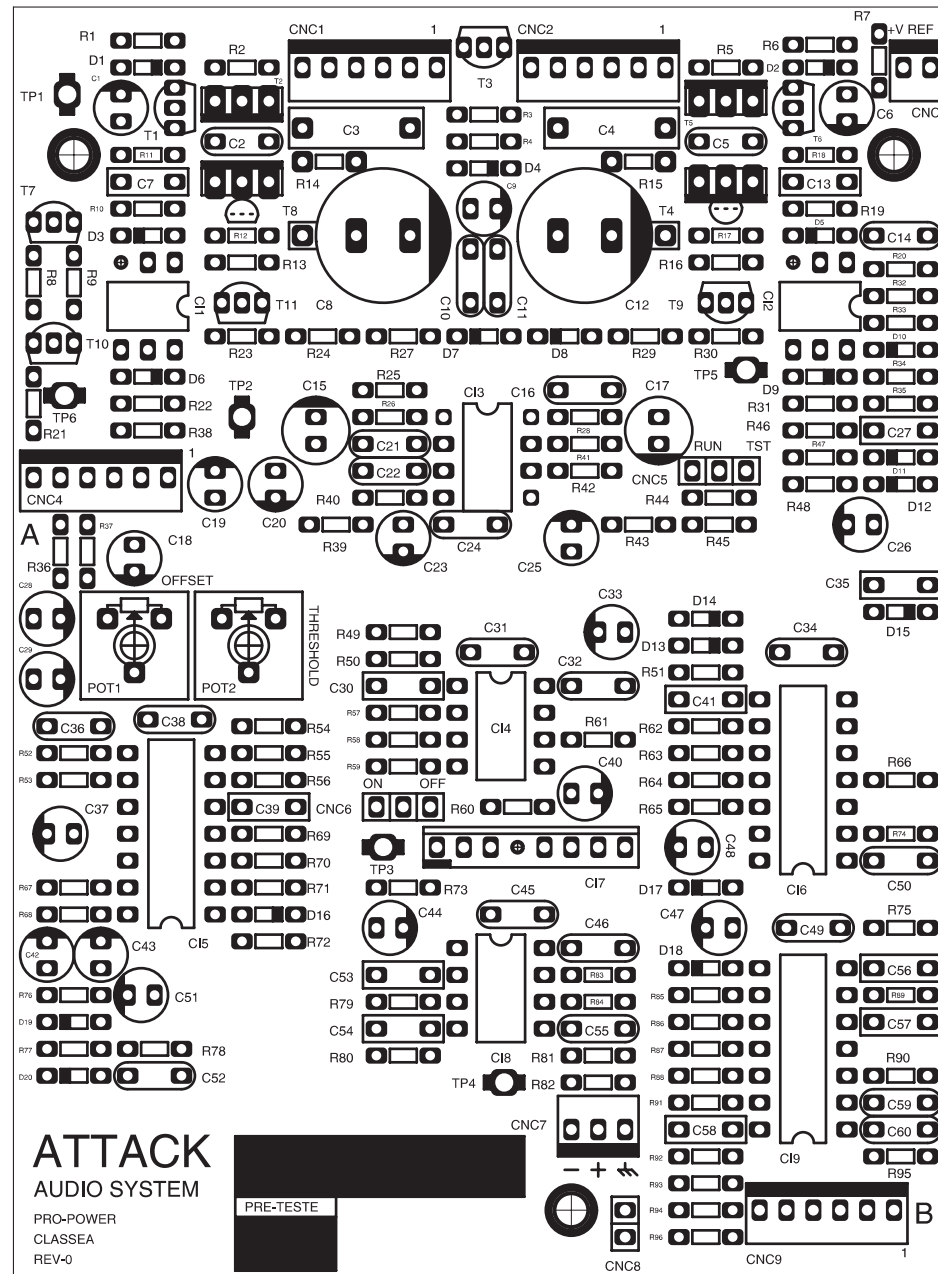 R1
CNC1
1
CNC2
1
R7
+V REF
D1
R2
T3
R5
R6
D2
C1
T2
TP1
T1
C3
R3
C4
T5
C6
CNC
R11
C2
R4
C5
T6
R18
C7
R14
D4
R15
C13
T7
R10
C9
R19
D3
R12
T8
T4
R17
D5
C14
R13
R16
R20
R8
R9
CI1
T11
C8
C10
C11
C12
T9
CI2
R32
R33
T10
R23
R24
R27
D7
D8
R29
R30
D10
TP5
R34
D6
TP2
C15
R25
CI3
C16
C17
D9
R35
TP6
R22
R26
R31
R21
R38
C21
R28
R46
C27
C22
R41
RUN
TST
R47
1
CNC4
R40
R42
CNC5
R44
D11
C19
C20
R48
D12
A
R37
R39
C23
C24
C25
R43
R45
C26
R36
C18
OFFSET
C35
C28
THRESHOLD
C33
D14
D15
R49
C31
D13
C34
C29
R50
C32
R51
POT1
POT2
C30
C41
C36
C38
R54
R57
CI4
R61
R62
R52
R55
R58
R63
R53
R56
R59
C40
R64
R66
ON
OFF
C37
C39
CNC6
R60
R65
R69
C48
R74
R70
TP3
CI7
CI6
C50
R67
R71
R73
D17
R68
D16
C44
C45
C47
R75
CI5
R72
C46
C49
C42
C43
D18
C53
R83
C56
R76
C51
R79
R84
R85
R89
D19
C54
C55
R86
C57
R77
R78
R80
CI8
R81
R87
D20
C52
TP4
R82
R88
R90
R91
C59
CNC7
C58
C60
ATTACK
CI9
AUDIO SYSTEM
R92
R95
PRE-TESTE
R93
PRO-POWER
R94
B
CLASSEA
REV-0
R96
CNC8
CNC9
1